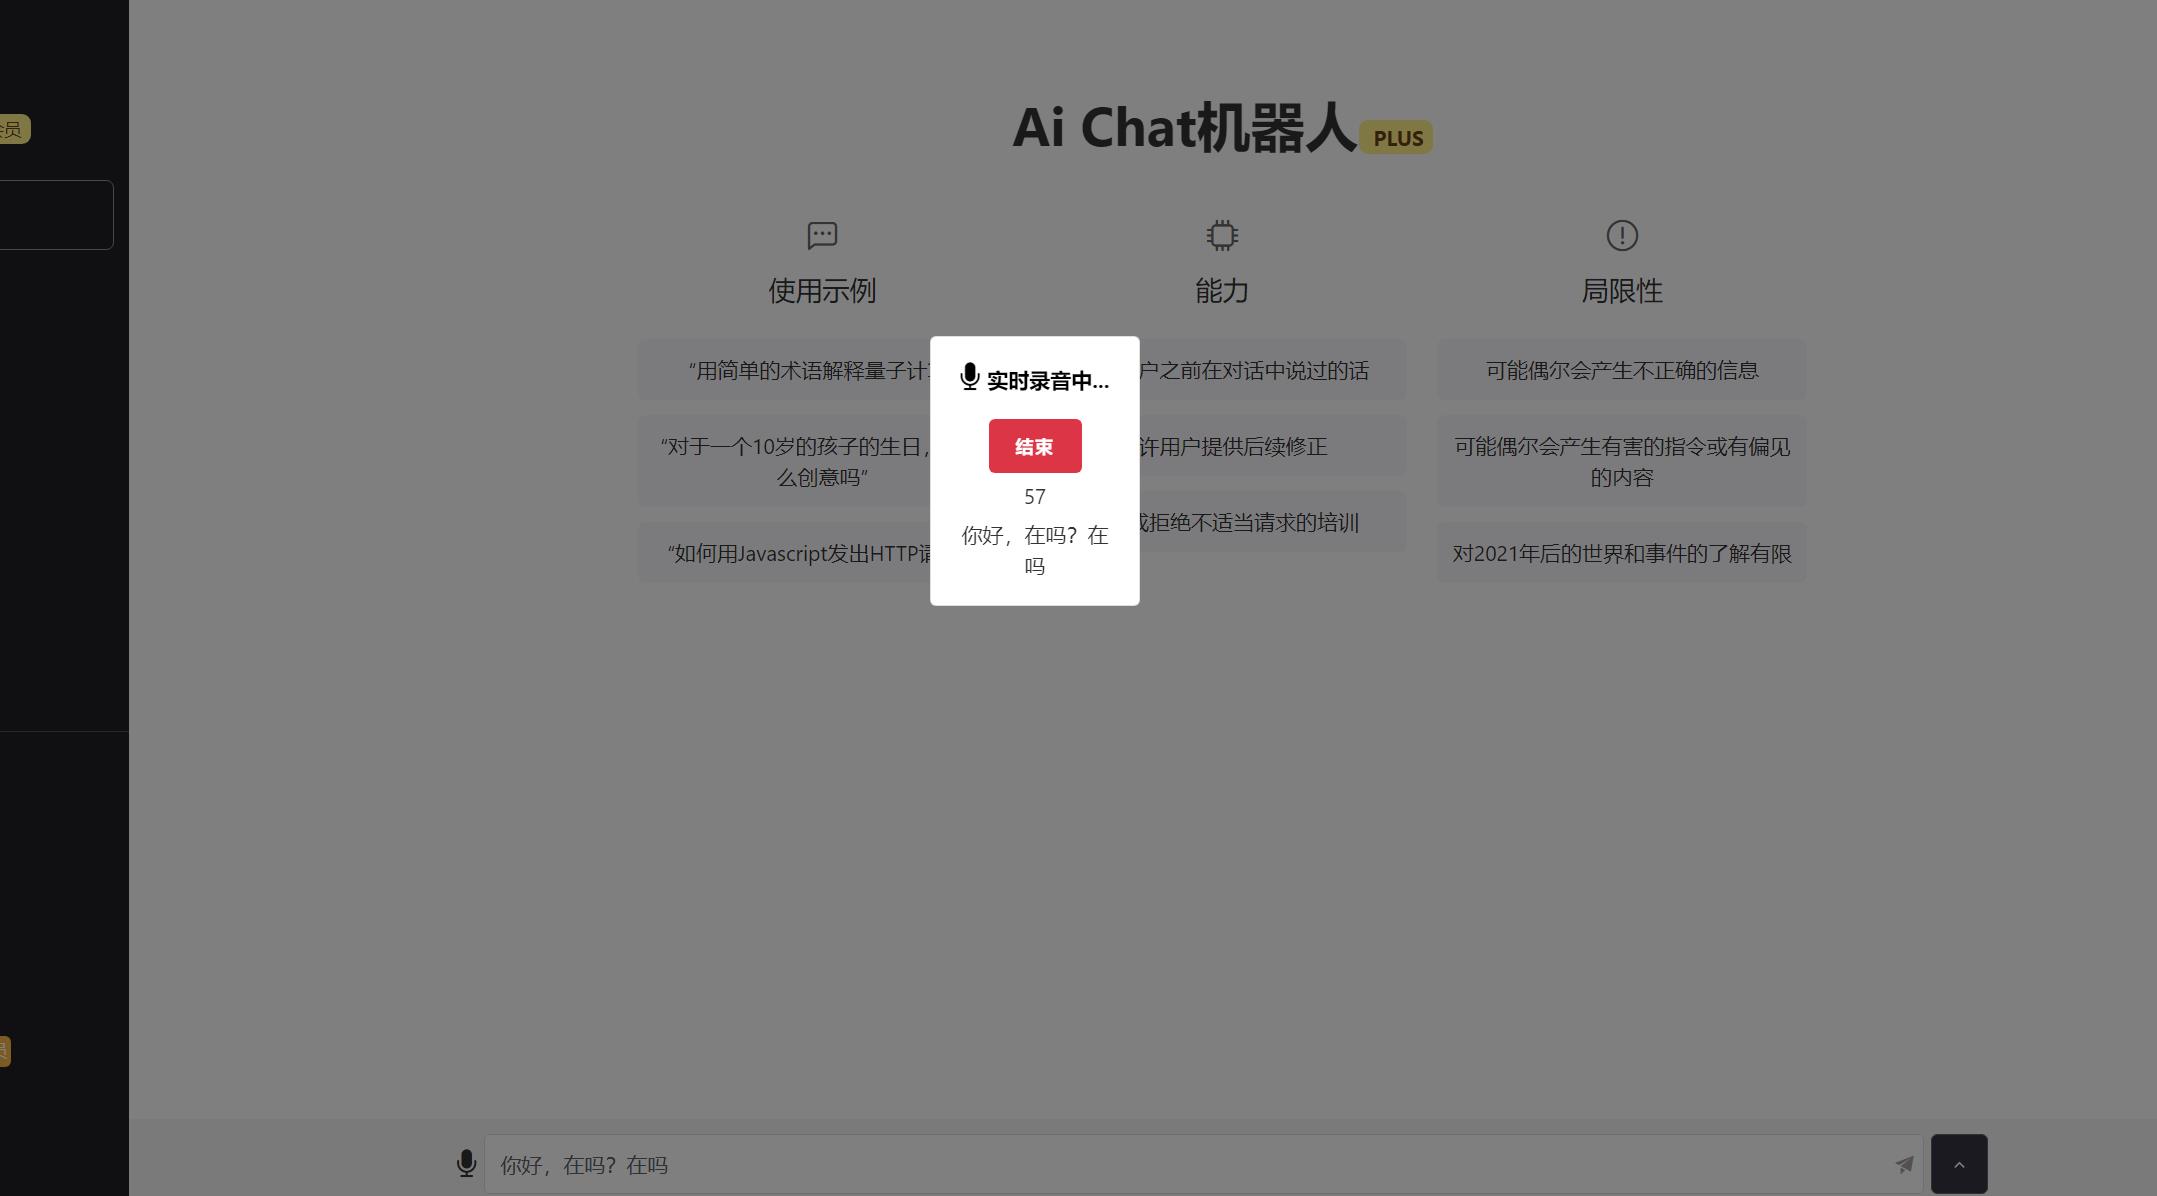 会员
Ai Chat机器人 PLUS
使用示例
能力
局限性
“用简单的术语解释量子计
户之前在对话中说过的话
可能偶尔会产生不正确的信息
“对于一个10岁的孩子的生日，
么创意吗”
许用户提供后续修正
可能偶尔会产生有害的指令或有偏见
的内容
“如何用Javascript发出HTTP请
拒绝不适当请求的培训
对2021年后的世界和事件的了解有限
实时录音中...
结束
57
你好，在吗？在
吗
员
你好，在吗？在吗